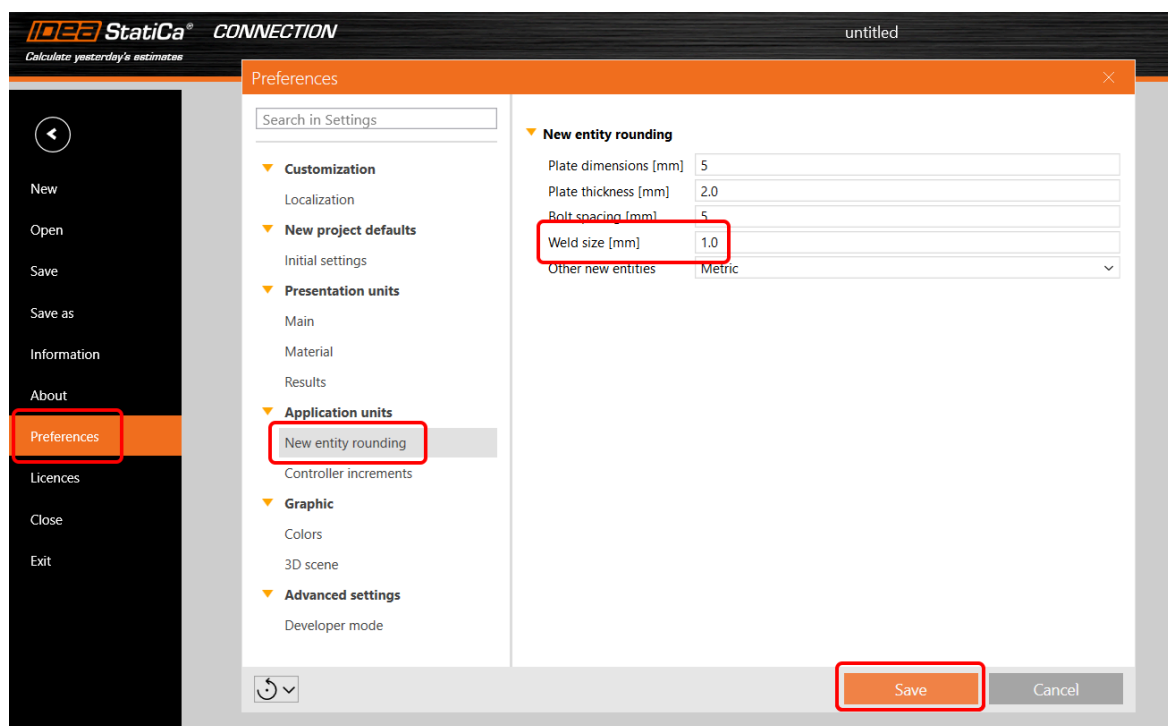 IDEA StatiCa® CONNECTION
untitled
Calculate yesterday's estimates
New
Open
Save
Save as
Information
About
Preferences
Licences
Close
Exit
Preferences
Search in Settings
Customization
Localization
New project defaults
Initial settings
Presentation units
Main
Material
Results
Application units
New entity rounding
Controller increments
Graphic
Colors
3D scene
Advanced settings
Developer mode
New entity rounding
Plate dimensions [mm] 5
Plate thickness [mm] 2.0
Bolt spacing [mm] 5
Weld size [mm] 1.0
Other new entities Metric
Save
Cancel